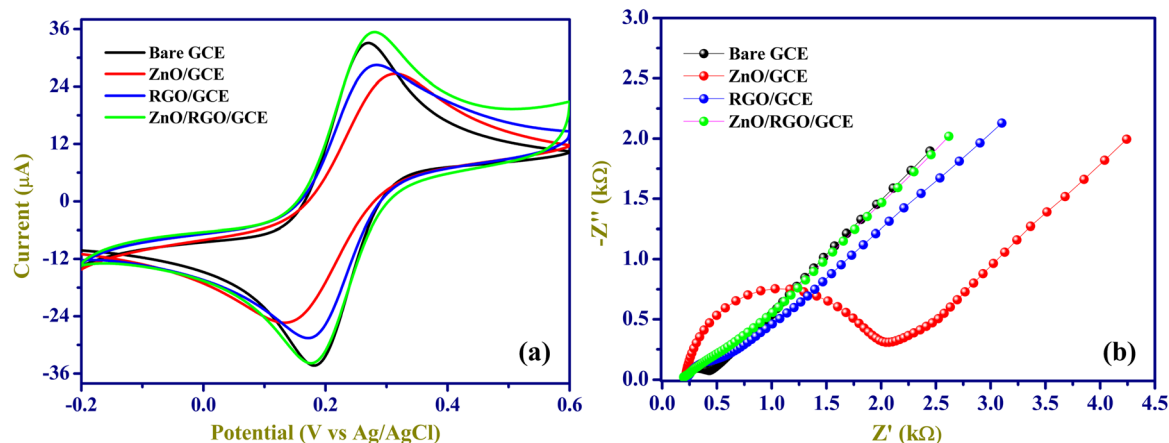 36
24
12
0
-12
-24
-36
Current (µA)
Bare GCE
ZnO/GCE
RGO/GCE
ZnO/RGO/GCE
(a)
-0.2
0.0
0.2
0.4
0.6
Potential (V vs Ag/AgCl)
3.0
2.5
2.0
1.5
1.0
0.5
0.0
-Z'' (kΩ)
Bare GCE
ZnO/GCE
RGO/GCE
ZnO/RGO/GCE
(b)
0.0
0.5
1.0
1.5
2.0
2.5
3.0
3.5
4.0
4.5
Z' (kΩ)